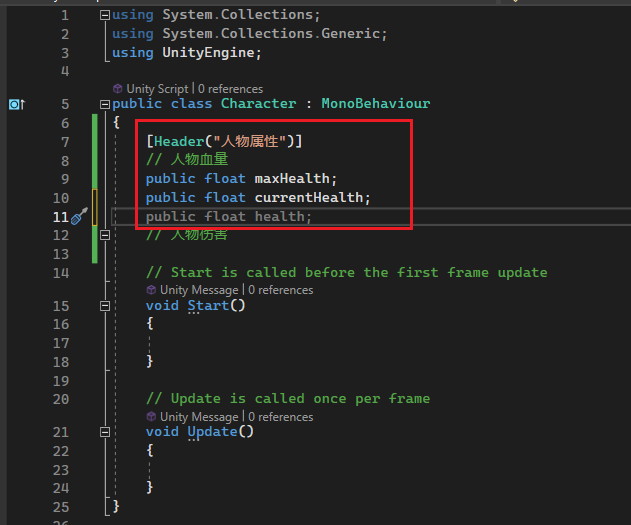 1 using System.Collections;
2 using System.Collections.Generic;
3 using UnityEngine;
4
Unity Script | 0 references
5 public class Character : MonoBehaviour
6 {
7 [Header("人物属性")]
8 // 人物血量
9 public float maxHealth;
10 public float currentHealth;
11 public float health;
12 // 人物伤害
13
14 // Start is called before the first frame update
Unity Message | 0 references
15 void Start()
16 {
17
18 }
19
20 // Update is called once per frame
Unity Message | 0 references
21 void Update()
22 {
23
24 }
25 }